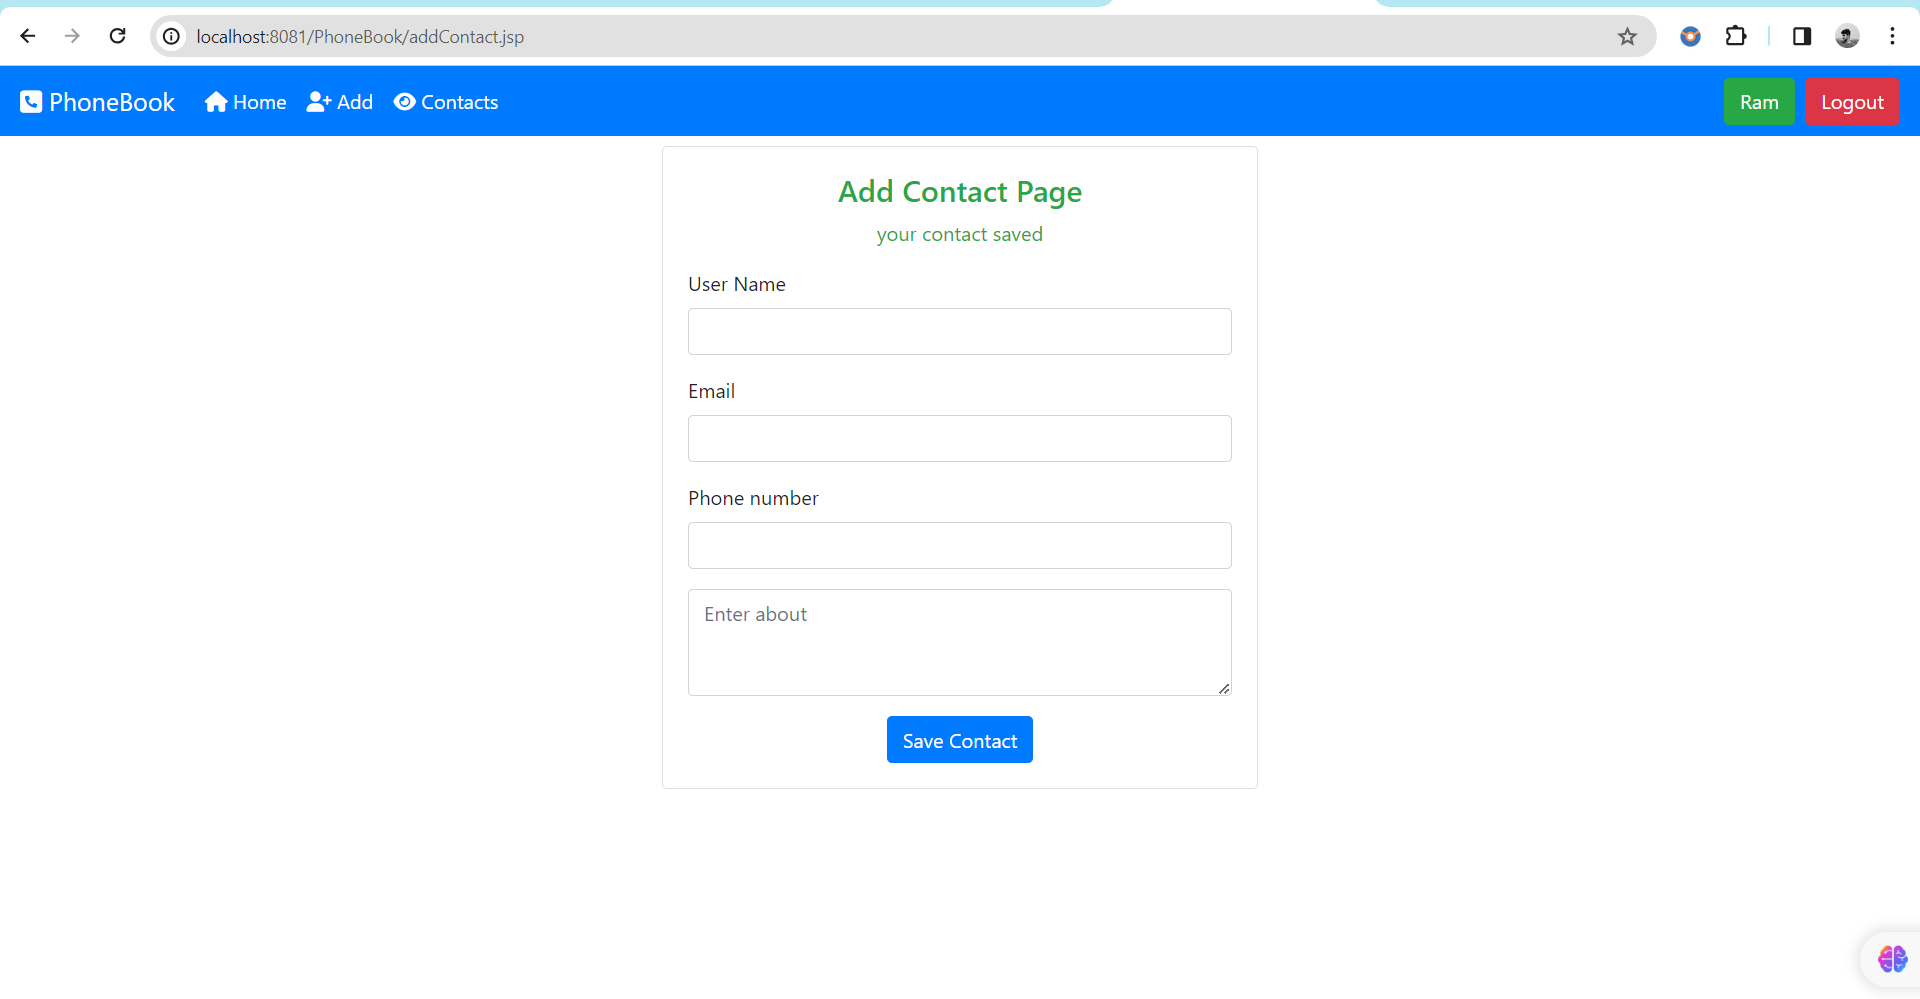 localhost:8081/PhoneBook/addContact.jsp
PhoneBook Home Add Contacts Ram Logout
Add Contact Page
your contact saved
User Name
Email
Phone number
Enter about
Save Contact